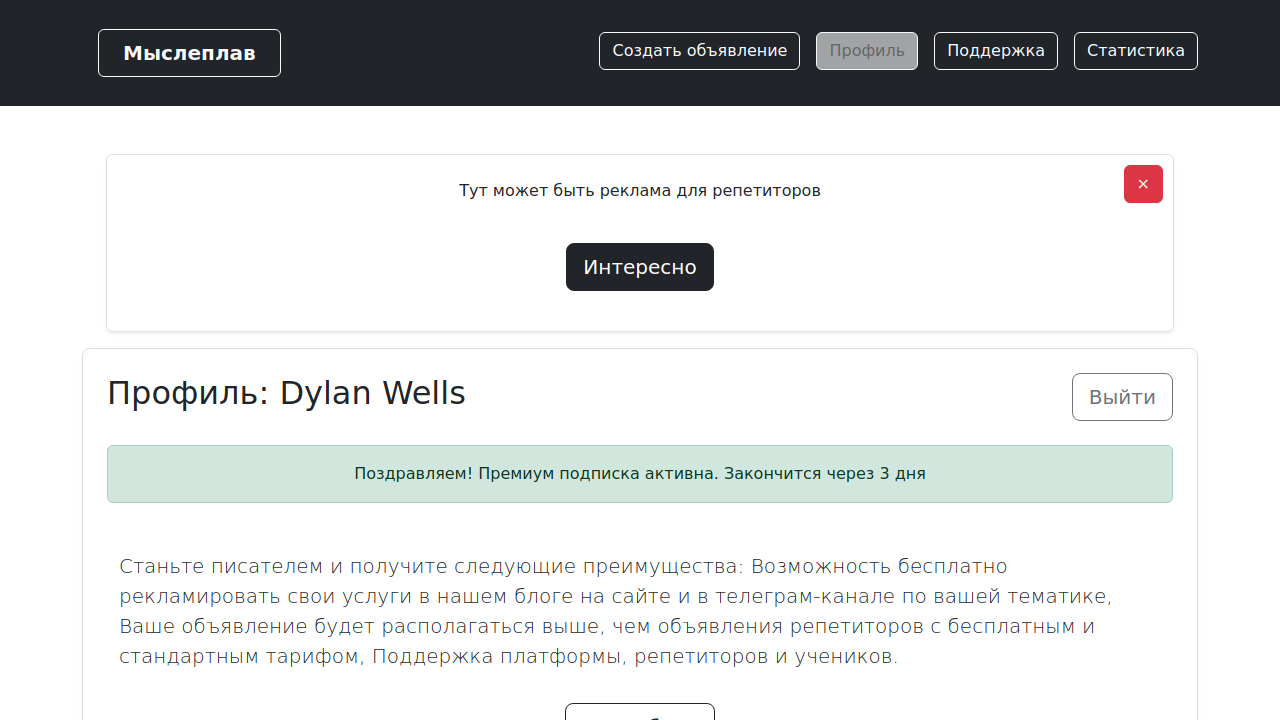 Мыслеплав
Создать объявление
Профиль
Поддержка
Статистика
Тут может быть реклама для репетиторов
×
Интересно
Профиль: Dylan Wells
Выйти
Поздравляем! Премиум подписка активна. Закончится через 3 дня
Станьте писателем и получите следующие преимущества: Возможность бесплатно
рекламировать свои услуги в нашем блоге на сайте и в телеграм-канале по вашей тематике,
Ваше объявление будет располагаться выше, чем объявления репетиторов с бесплатным и
стандартным тарифом, Поддержка платформы, репетиторов и учеников.